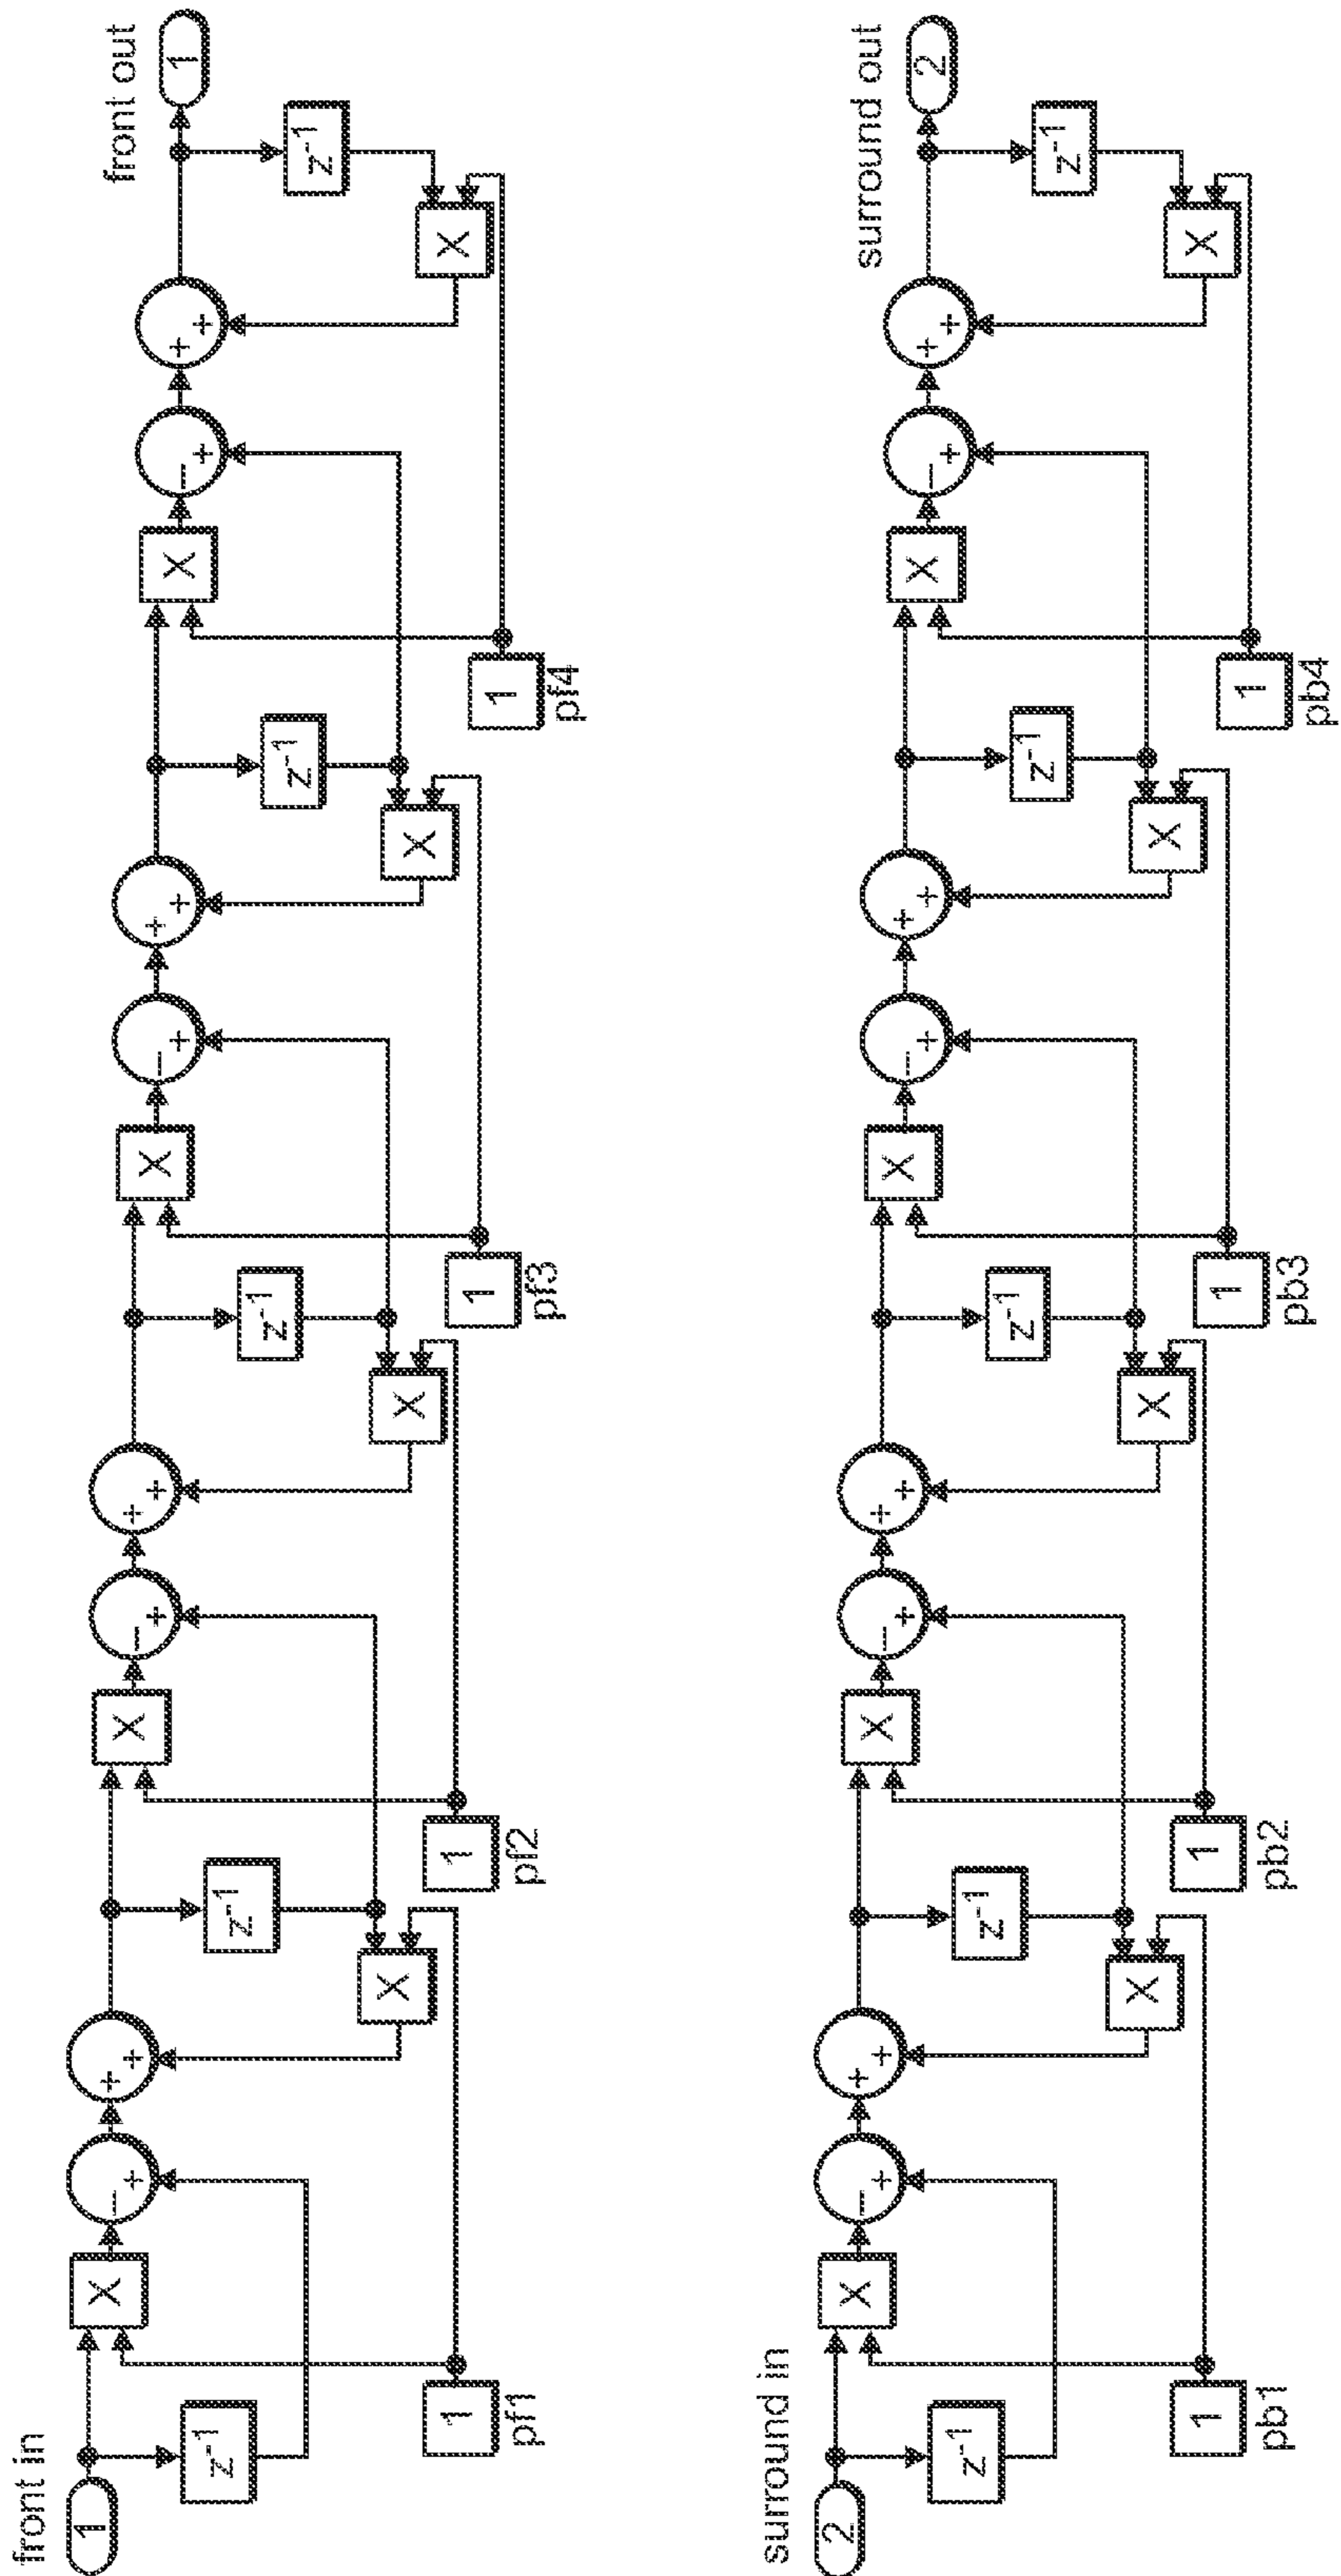 front in
front out
1
X
− +
+ +
X
− +
+ +
X
− +
+ +
X
− +
+ +
1
z⁻¹
z⁻¹
z⁻¹
z⁻¹
z⁻¹
X
X
X
X
1
pf1
1
pf2
1
pf3
1
pf4
surround in
surround out
2
X
− +
+ +
X
− +
+ +
X
− +
+ +
X
− +
+ +
2
z⁻¹
z⁻¹
z⁻¹
z⁻¹
z⁻¹
X
X
X
X
1
pb1
1
pb2
1
pb3
1
pb4